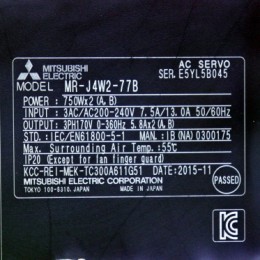 MITSUBISHI
ELECTRIC
AC SERVO
SER. E5YL5B045
MODEL MR-J4W2-77B
POWER : 750Wx2 (A, B)
INPUT : 3AC/AC200-240V 7.5A/13.0A 50/60Hz
OUTPUT: 3PH170V 0-360Hz 5.8Ax2 (A, B)
STD.: IEC/EN61800-5-1 MAN.: IB(NA)0300175
Max. Surrounding Air Temp.:55℃
IP20 (Except for fan finger guard)
KCC-REI-MEK-TC300A611G51 DATE:2015-11
MITSUBISHI ELECTRIC CORPORATION
TOKYO 100-8310, JAPAN MADE IN JAPAN
PASSED